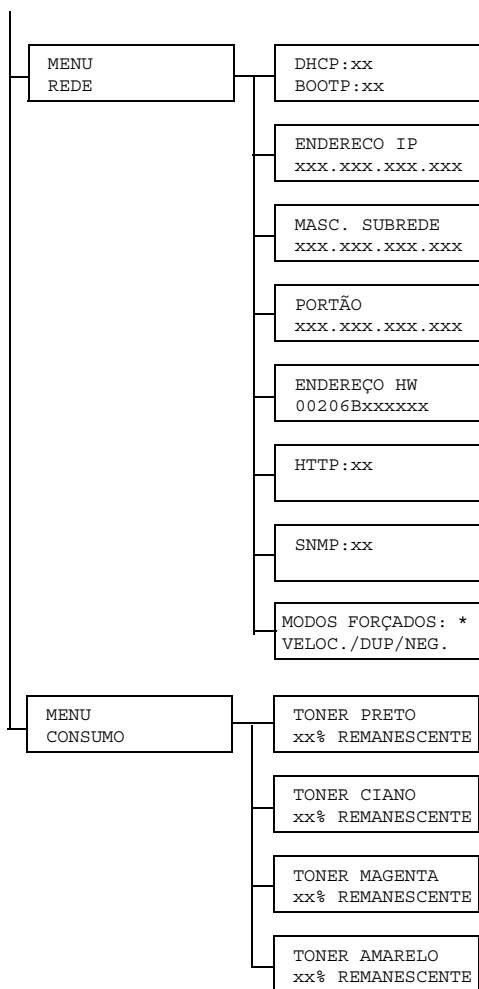 MENU
REDE
DHCP:xx
BOOTP:xx
ENDERECO IP
xxx.xxx.xxx.xxx
MASC. SUBREDE
xxx.xxx.xxx.xxx
PORTÃO
xxx.xxx.xxx.xxx
ENDEREÇO HW
00206Bxxxxxx
HTTP:xx
SNMP:xx
MODOS FORÇADOS: *
VELOC./DUP/NEG.
MENU
CONSUMO
TONER PRETO
xx% REMANESCENTE
TONER CIANO
xx% REMANESCENTE
TONER MAGENTA
xx% REMANESCENTE
TONER AMARELO
xx% REMANESCENTE